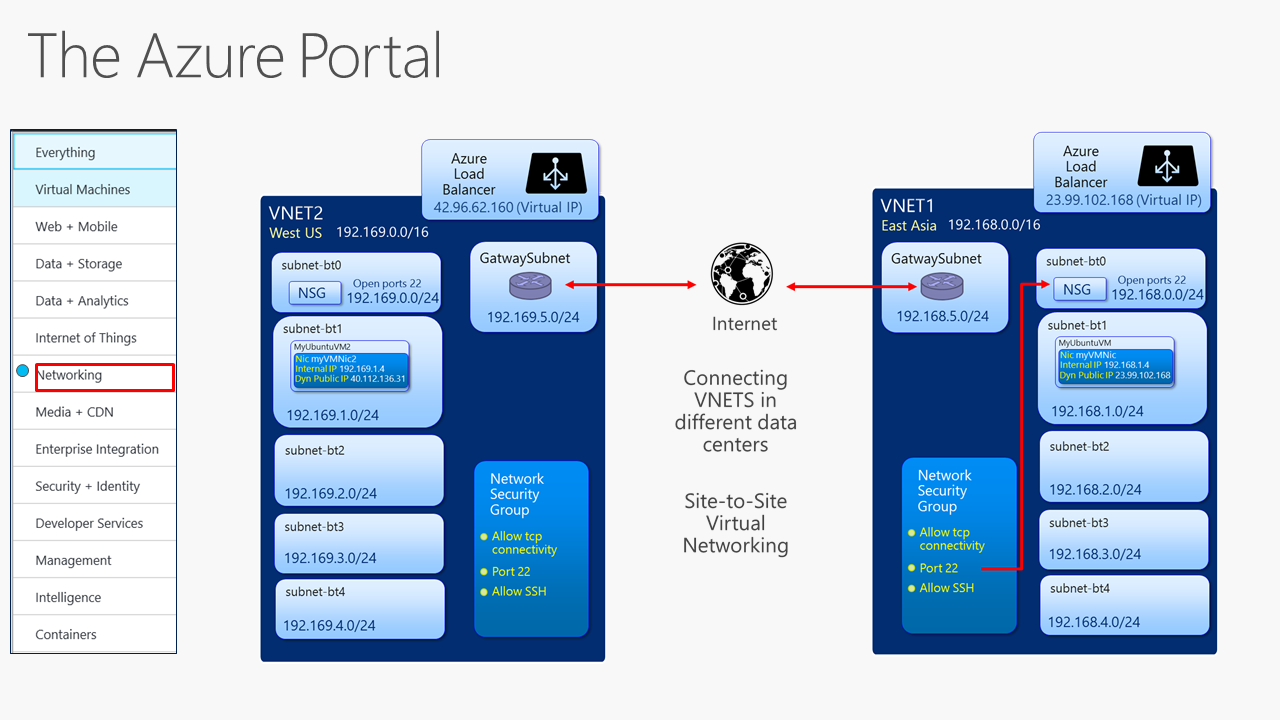 The Azure Portal
Everything
Virtual Machines
Web + Mobile
Data + Storage
Data + Analytics
Internet of Things
Networking
Media + CDN
Enterprise Integration
Security + Identity
Developer Services
Management
Intelligence
Containers
Azure
Load
Balancer
42.96.62.160 (Virtual IP)
VNET2
West US 192.169.0.0/16
subnet-bt0
NSG
Open ports 22
192.169.0.0/24
GatwaySubnet
192.169.5.0/24
subnet-bt1
MyUbuntuVM2
Nic myVMNic2
Internal IP 192.169.1.4
Dyn Public IP 40.112.136.31
192.169.1.0/24
subnet-bt2
192.169.2.0/24
subnet-bt3
192.169.3.0/24
subnet-bt4
192.169.4.0/24
Network
Security
Group
Allow tcp
connectivity
Port 22
Allow SSH
Internet
Connecting
VNETS in
different data
centers
Site-to-Site
Virtual
Networking
Azure
Load
Balancer
23.99.102.168 (Virtual IP)
VNET1
East Asia 192.168.0.0/16
GatwaySubnet
192.168.5.0/24
subnet-bt0
NSG
Open ports 22
192.168.0.0/24
subnet-bt1
MyUbuntuVM
Nic myVMNic
Internal IP 192.168.1.4
Dyn Public IP 23.99.102.168
192.168.1.0/24
subnet-bt2
192.168.2.0/24
subnet-bt3
192.168.3.0/24
subnet-bt4
192.168.4.0/24
Network
Security
Group
Allow tcp
connectivity
Port 22
Allow SSH